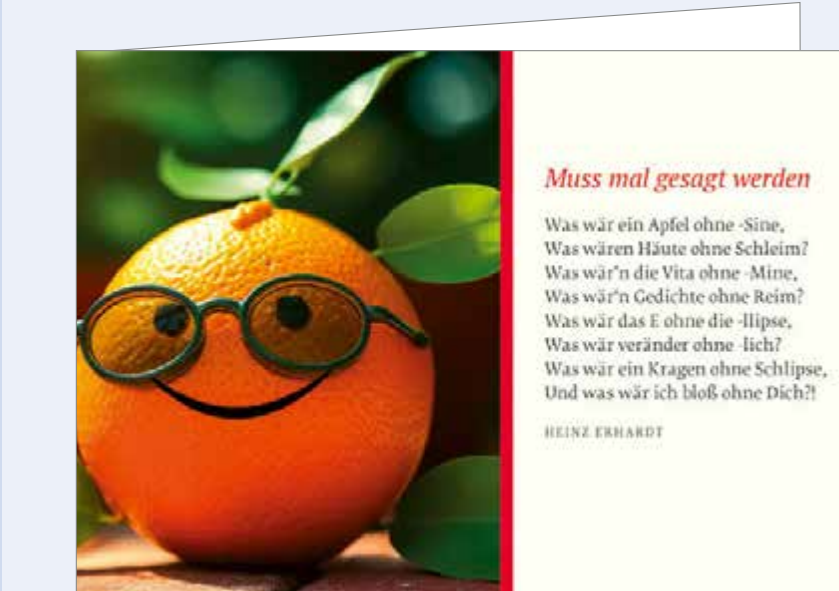 Muss mal gesagt werden
Was wär ein Apfel ohne -Sine,
Was wären Häute ohne Schleim?
Was wär'n die Vita ohne -Mine,
Was wär'n Gedichte ohne Reim?
Was wär das E ohne die -llipse,
Was wär veränder ohne -lich?
Was wär ein Kragen ohne Schlipse,
Und was wär ich bloß ohne Dich?!
HEINZ ERHARDT